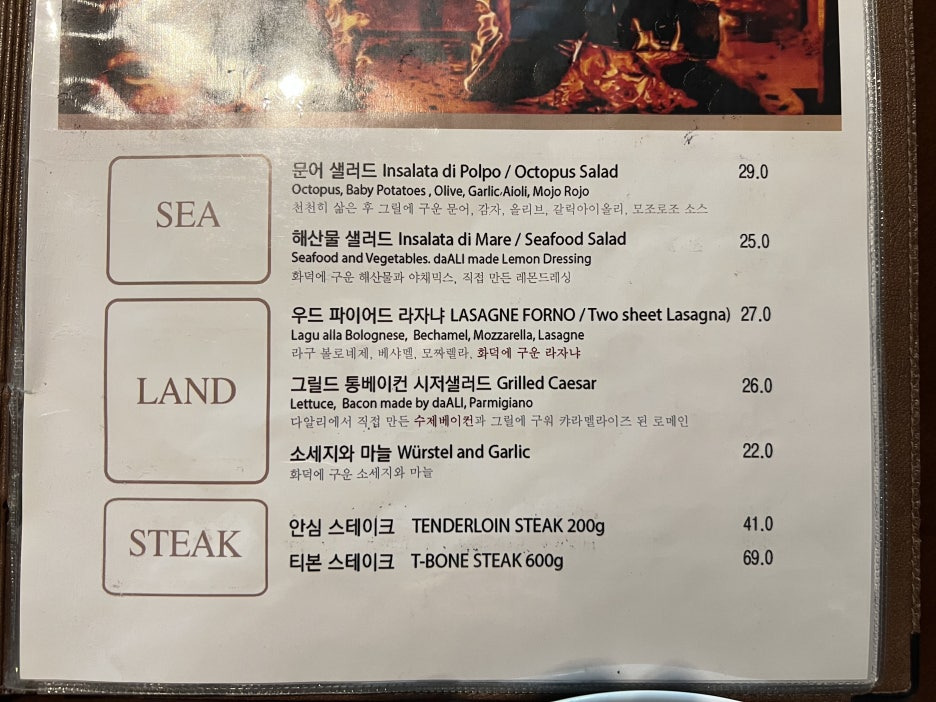 SEA
문어 샐러드 Insalata di Polpo / Octopus Salad 29.0
Octopus, Baby Potatoes , Olive, Garlic Aioli, Mojo Rojo
천천히 삶은 후 그릴에 구운 문어, 감자, 올리브, 갈릭아이올리, 모조로조 소스
해산물 샐러드 Insalata di Mare / Seafood Salad 25.0
Seafood and Vegetables. daALI made Lemon Dressing
화덕에 구운 해산물과 야채믹스, 직접 만든 레몬드레싱
LAND
우드 파이어드 라자냐 LASAGNE FORNO / Two sheet Lasagna) 27.0
Lagu alla Bolognese, Bechamel, Mozzarella, Lasagne
라구 볼로네제, 베샤멜, 모짜렐라, 화덕에 구운 라자냐
그릴드 통베이컨 시저샐러드 Grilled Caesar 26.0
Lettuce, Bacon made by daALI, Parmigiano
다알리에서 직접 만든 수제베이컨과 그릴에 구워 캬라멜라이즈 된 로메인
소세지와 마늘 Würstel and Garlic 22.0
화덕에 구운 소세지와 마늘
STEAK
안심 스테이크 TENDERLOIN STEAK 200g 41.0
티본 스테이크 T-BONE STEAK 600g 69.0